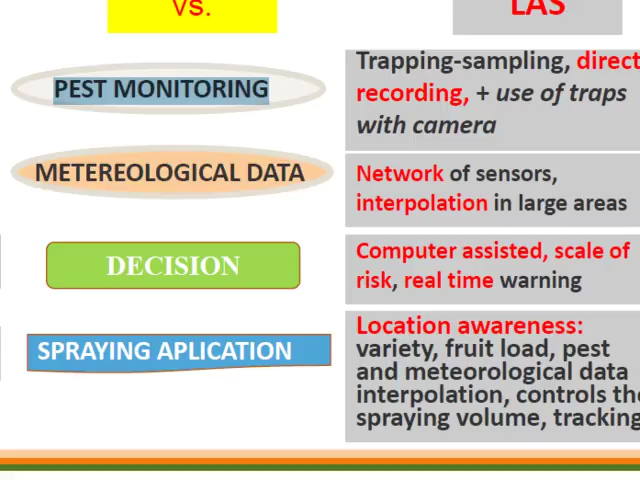 vs.
LAS
PEST MONITORING
Trapping-sampling, direct
recording, + use of traps
with camera
METEREOLOGICAL DATA
Network of sensors,
interpolation in large areas
DECISION
Computer assisted, scale of
risk, real time warning
SPRAYING APLICATION
Location awareness:
variety, fruit load, pest
and meteorological data
interpolation, controls the
spraying volume, tracking